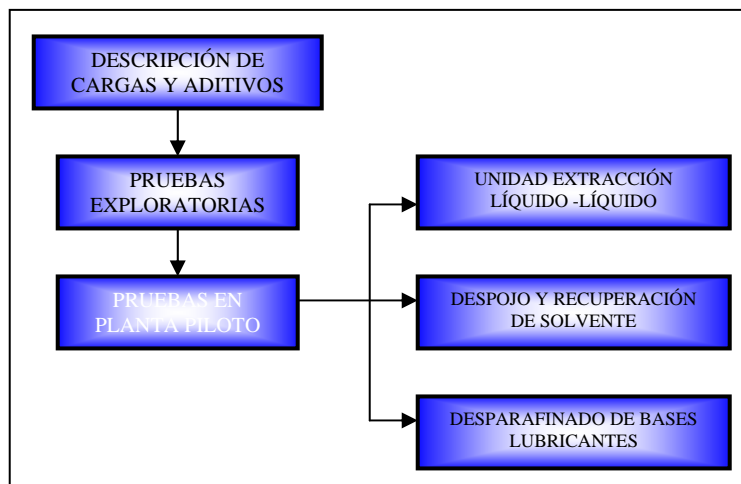 DESCRIPCIÓN DE
CARGAS Y ADITIVOS
PRUEBAS
EXPLORATORIAS
PRUEBAS EN
PLANTA PILOTO
UNIDAD EXTRACCIÓN
LÍQUIDO -LÍQUIDO
DESPOJO Y RECUPERACIÓN
DE SOLVENTE
DESPARAFINADO DE BASES
LUBRICANTES